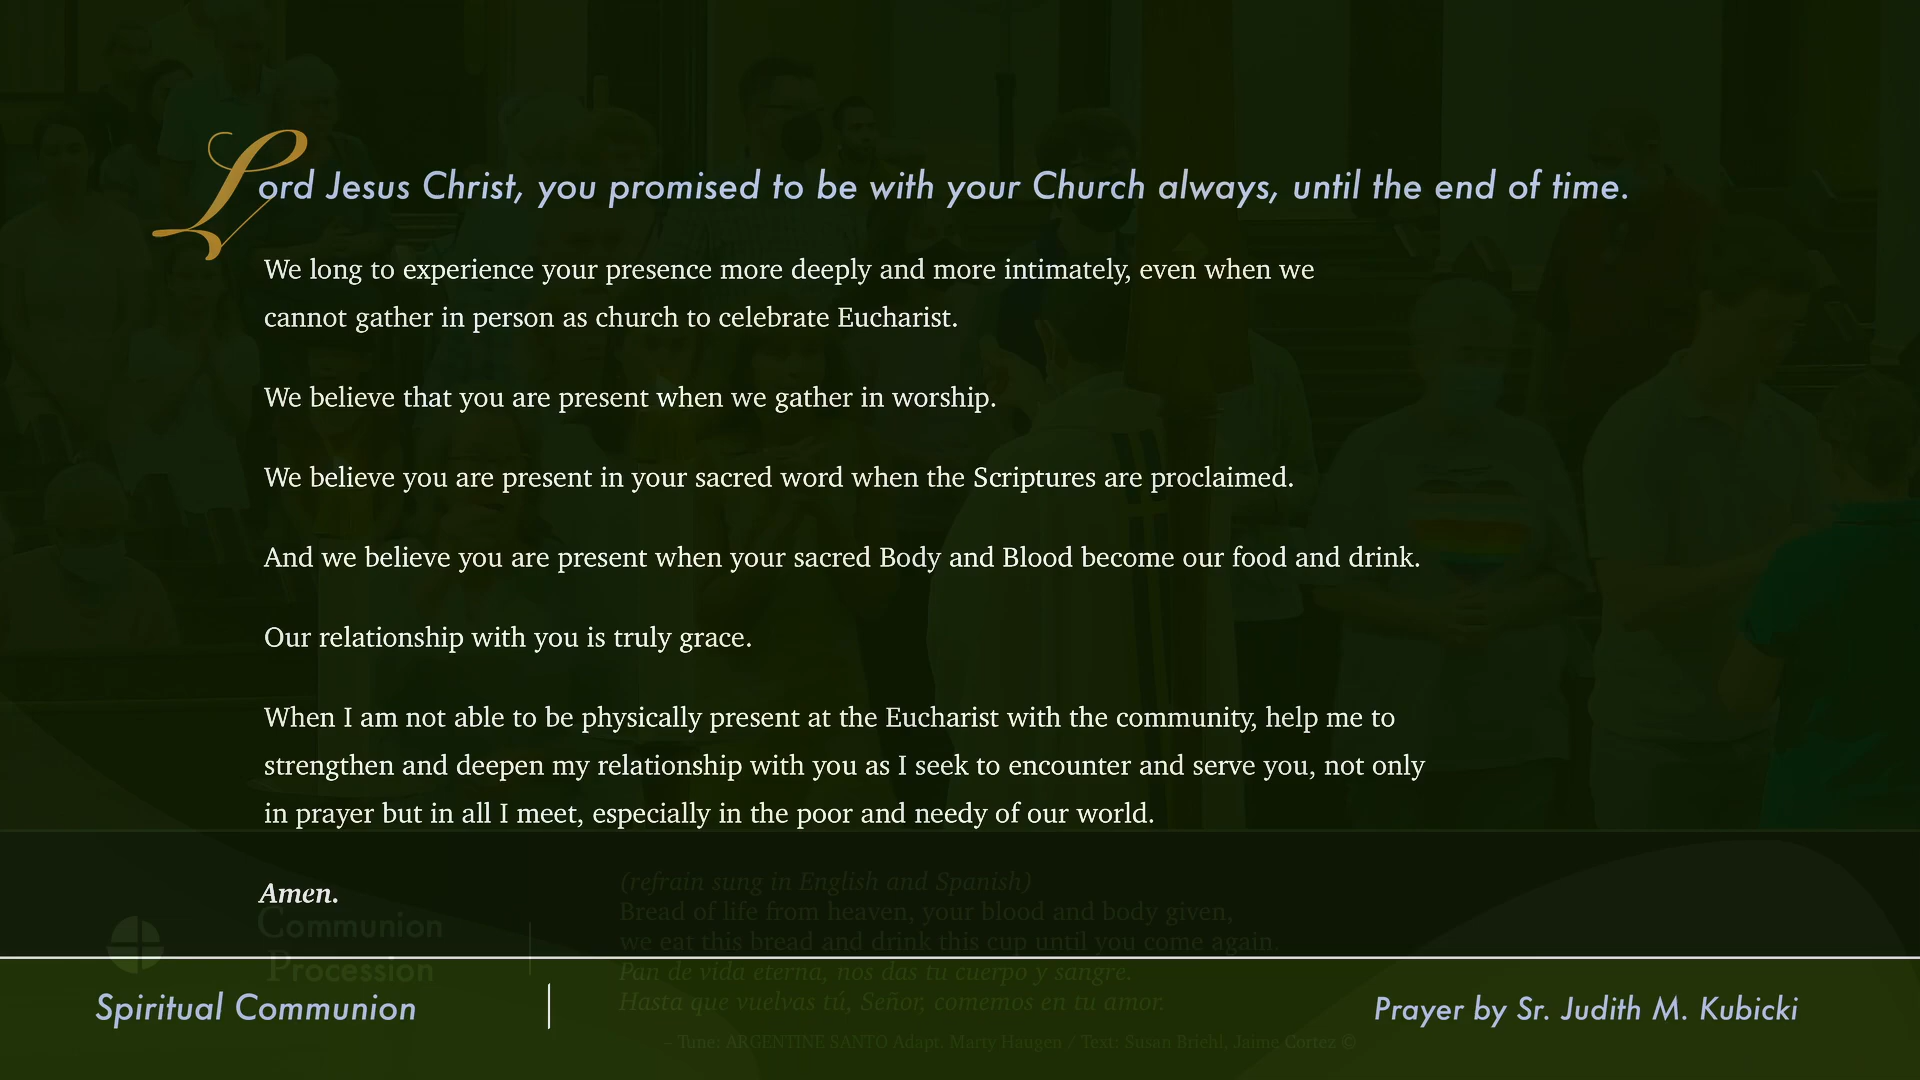 Lord Jesus Christ, you promised to be with your Church always, until the end of time.
We long to experience your presence more deeply and more intimately, even when we
cannot gather in person as church to celebrate Eucharist.
We believe that you are present when we gather in worship.
We believe you are present in your sacred word when the Scriptures are proclaimed.
And we believe you are present when your sacred Body and Blood become our food and drink.
Our relationship with you is truly grace.
When I am not able to be physically present at the Eucharist with the community, help me to
strengthen and deepen my relationship with you as I seek to encounter and serve you, not only
in prayer but in all I meet, especially in the poor and needy of our world.
Amen.
Communion
Procession
(refrain sung in English and Spanish)
Bread of life from heaven, your blood and body given,
we eat this bread and drink this cup until you come again.
Pan de vida eterna, nos das tu cuerpo y sangre.
Hasta que vuelvas tú, Señor, comemos en tu amor.
– Tune: ARGENTINE SANTO Adapt. Marty Haugen / Text: Susan Briehl, Jaime Cortez ©
Spiritual Communion
Prayer by Sr. Judith M. Kubicki